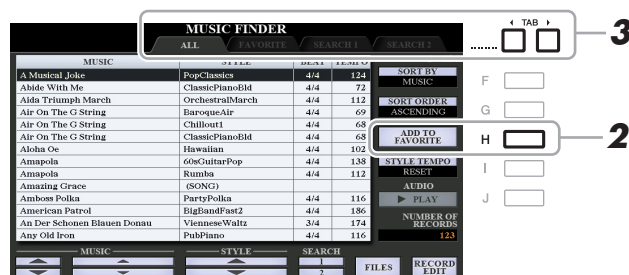 MUSIC FINDER
TAB
3
ALL FAVORITE SEARCH 1 SEARCH 2
MUSIC STYLE BEAT TEMPO
A Musical Joke PopClassics 4/4 124
Abide With Me ClassicPianoBld 4/4 72
Aida Triumph March OrchestralMarch 4/4 112
Air On The G String BaroqueAir 4/4 69
Air On The G String Chillout1 4/4 68
Air On The G String ClassicPianoBld 4/4 68
Aloha Oe Hawaiian 4/4 102
Amapola 60sGuitarPop 4/4 138
Amapola Rumba 4/4 112
Amazing Grace (SONG)
Amboss Polka PartyPolka 4/4 116
American Patrol BigBandFast2 4/4 186
An Der Schonen Blauen Donau VienneseWaltz 3/4 174
Any Old Iron PubPiano 4/4 116
SORT BY
MUSIC
F
SORT ORDER
ASCENDING
G
ADD TO
FAVORITE
H
2
STYLE TEMPO
RESET
I
AUDIO
PLAY
J
NUMBER OF
RECORDS
123
MUSIC STYLE SEARCH
1
2
FILES
RECORD
EDIT